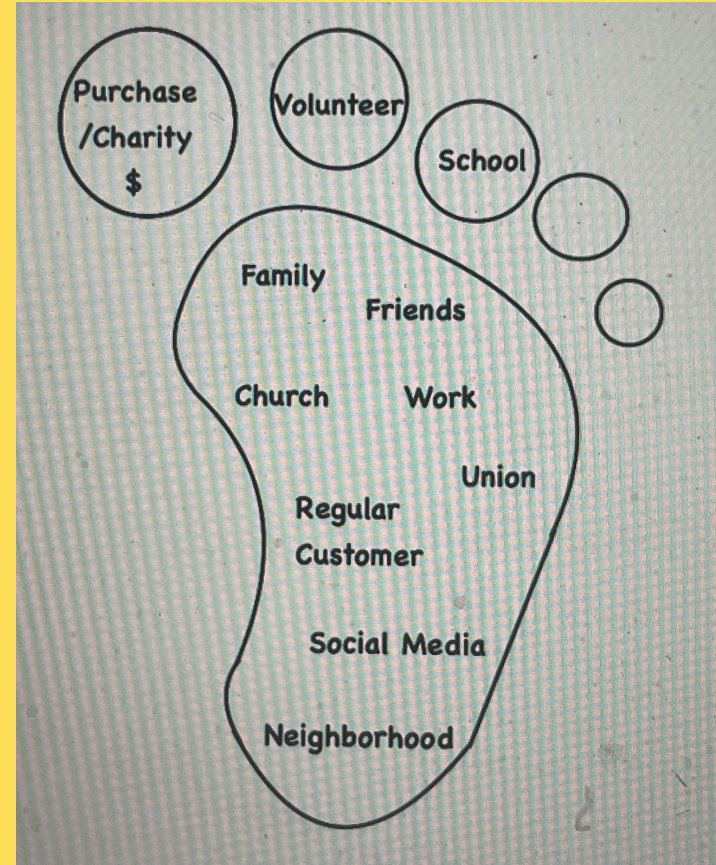 Purchase
/Charity
$
Volunteer
School
Family
Friends
Church
Work
Union
Regular
Customer
Social Media
Neighborhood